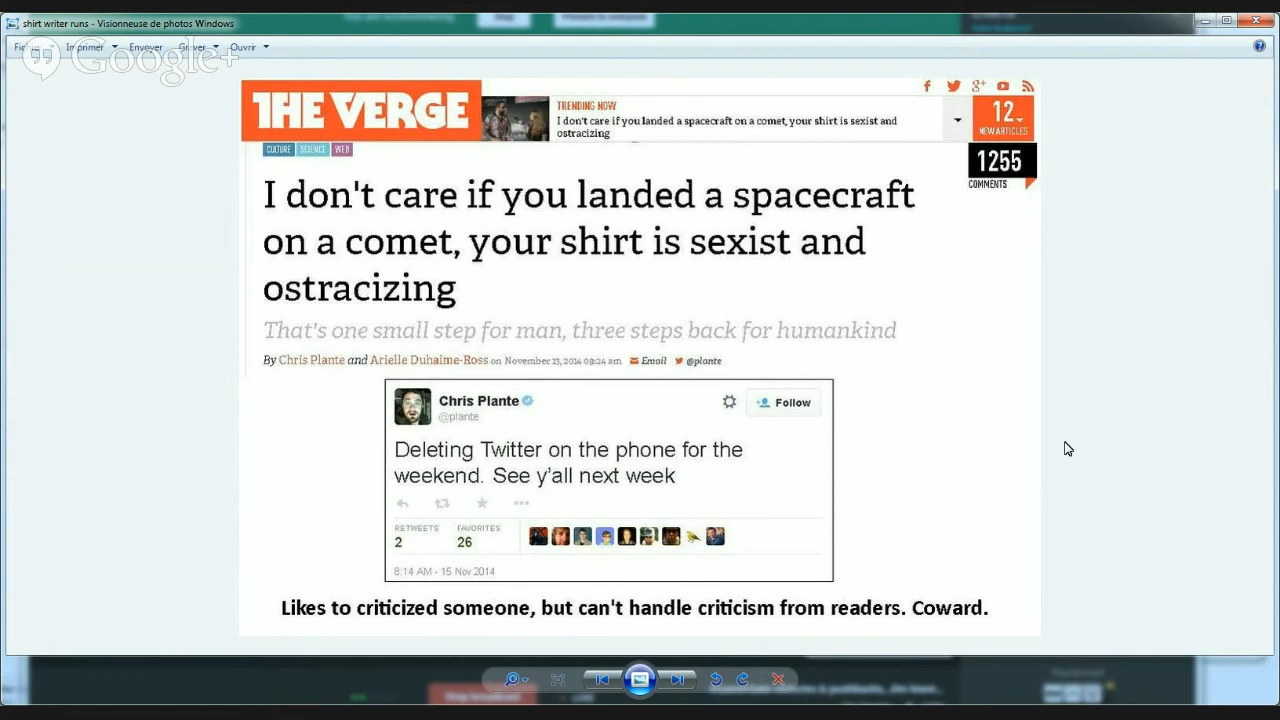 shirt writer runs - Visionneuse de photos Windows
Imprimer
Envoyer
Graver
Ouvrir
Google+
THE VERGE
TRENDING NOW
I don't care if you landed a spacecraft on a comet, your shirt is sexist and
ostracizing
12
NEW ARTICLES
CULTURE
SCIENCE
WEB
1255
COMMENTS
I don't care if you landed a spacecraft
on a comet, your shirt is sexist and
ostracizing
That's one small step for man, three steps back for humankind
By Chris Plante and Arielle Duhaime-Ross on November 13, 2014 09:24 am Email @plante
Chris Plante
@plante
Follow
Deleting Twitter on the phone for the
weekend. See y'all next week
RETWEETS FAVORITES
2 26
8:14 AM - 15 Nov 2014
Likes to criticized someone, but can't handle criticism from readers. Coward.